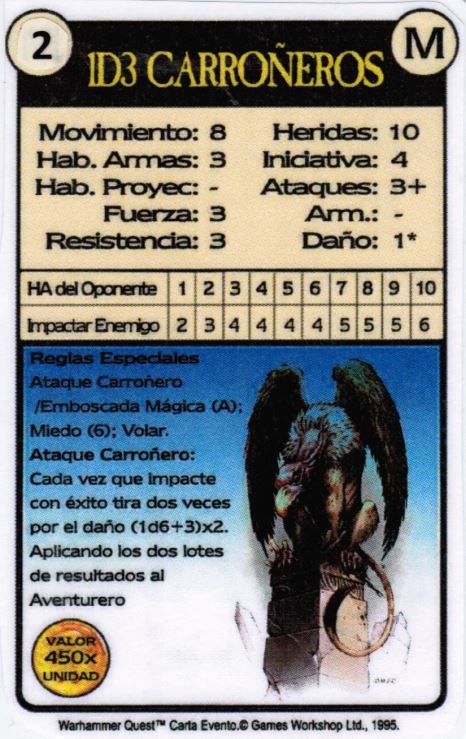 2
M
1D3 CARROÑEROS
Movimiento: 8 Heridas: 10
Hab. Armas: 3 Iniciativa: 4
Hab. Proyec: - Ataques: 3+
Fuerza: 3 Arm.: -
Resistencia: 3 Daño: 1*
HA del Oponente 1 2 3 4 5 6 7 8 9 10
Impactar Enemigo 2 3 4 4 4 4 5 5 5 6
Reglas Especiales
Ataque Carroñero
/Emboscada Mágica (A);
Miedo (6); Volar.
Ataque Carroñero:
Cada vez que impacte
con éxito tira dos veces
por el daño (1d6+3)x2.
Aplicando los dos lotes
de resultados al
Aventurero
VALOR
450x
UNIDAD
Warhammer Quest™ Carta Evento.© Games Workshop Ltd., 1995.